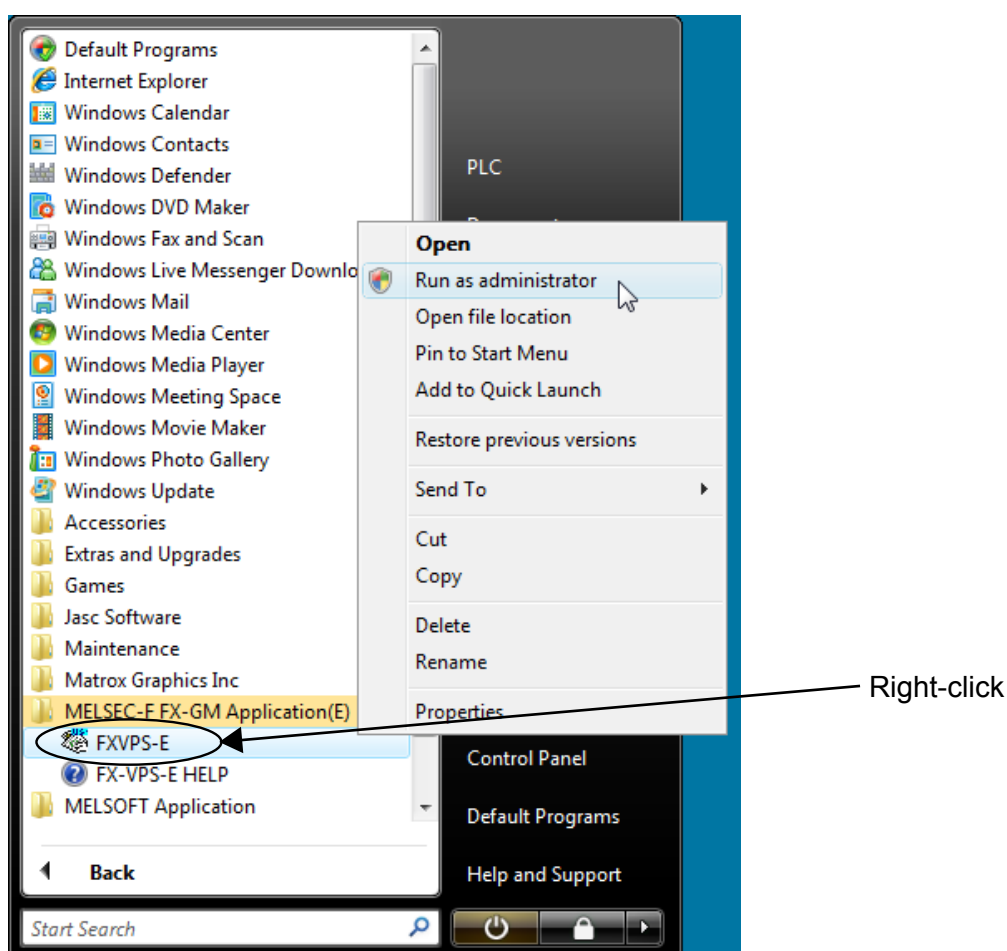 Default Programs
Internet Explorer
Windows Calendar
Windows Contacts
Windows Defender
Windows DVD Maker
Windows Fax and Scan
Windows Live Messenger Downlo
Windows Mail
Windows Media Center
Windows Media Player
Windows Meeting Space
Windows Movie Maker
Windows Photo Gallery
Windows Update
Accessories
Extras and Upgrades
Games
Jasc Software
Maintenance
Matrox Graphics Inc
MELSEC-F FX-GM Application(E)
FXVPS-E
FX-VPS-E HELP
MELSOFT Application
Back
Start Search
PLC
Open
Run as administrator
Open file location
Pin to Start Menu
Add to Quick Launch
Restore previous versions
Send To
Cut
Copy
Delete
Rename
Properties
Control Panel
Default Programs
Help and Support
Right-click